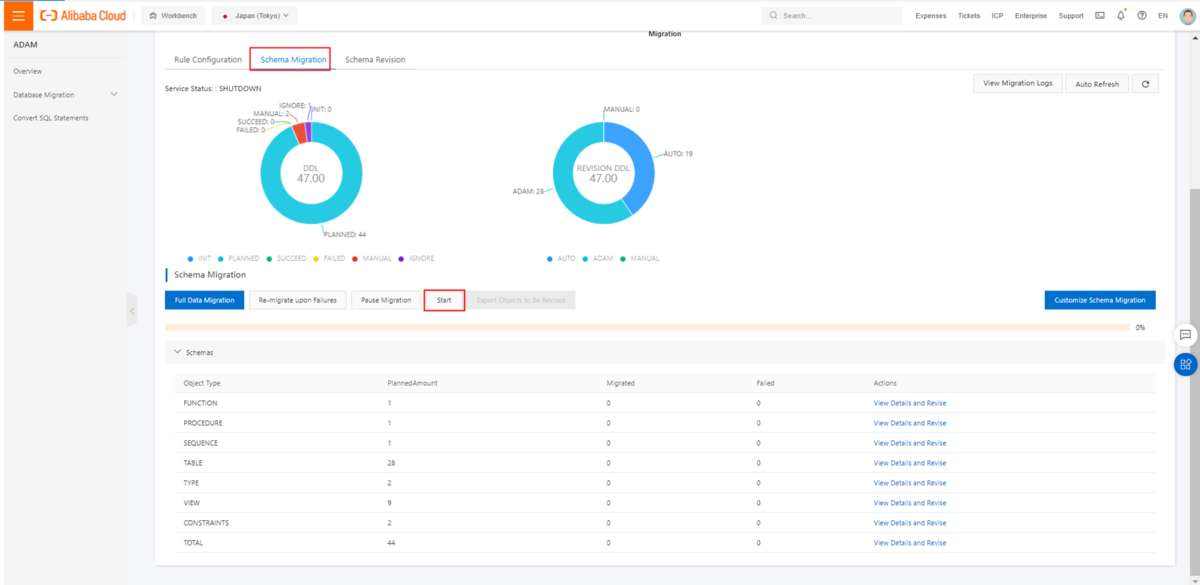 Alibaba Cloud
Workbench
Japan (Tokyo)
Search...
Expenses Tickets ICP Enterprise Support EN
ADAM
Overview
Database Migration
Convert SQL Statements
Migration
Rule Configuration Schema Migration Schema Revision
Service Status: : SHUTDOWN
View Migration Logs Auto Refresh
IGNORE: 1
INIT: 0
MANUAL: 2
SUCCEED: 0
FAILED: 0
DDL
47.00
PLANNED: 44
MANUAL: 0
AUTO: 19
REVISION DDL
47.00
ADAM: 28
INIT PLANNED SUCCEED FAILED MANUAL IGNORE
AUTO ADAM MANUAL
Schema Migration
Full Data Migration Re-migrate upon Failures Pause Migration Start Export Objects to Be Revised Customize Schema Migration
0%
Schemas
Object Type PlannedAmount Migrated Failed Actions
FUNCTION 1 0 0 View Details and Revise
PROCEDURE 1 0 0 View Details and Revise
SEQUENCE 1 0 0 View Details and Revise
TABLE 28 0 0 View Details and Revise
TYPE 2 0 0 View Details and Revise
VIEW 9 0 0 View Details and Revise
CONSTRAINTS 2 0 0 View Details and Revise
TOTAL 44 0 0 View Details and Revise